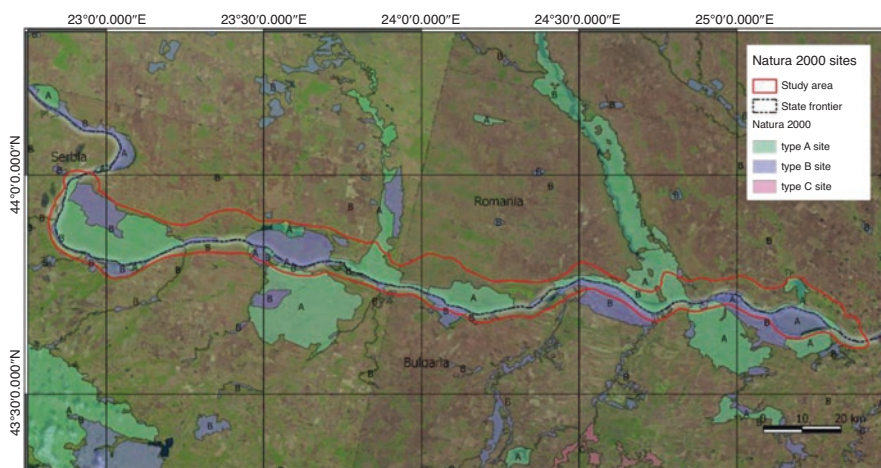 23°0'0.000"E 23°30'0.000"E 24°0'0.000"E 24°30'0.000"E 25°0'0.000"E
44°0'0.000"N
43°30'0.000"N
Natura 2000 sites
Study area
State frontier
Natura 2000
type A site
type B site
type C site
Serbia
Romania
Bulgaria
0 10 20 km